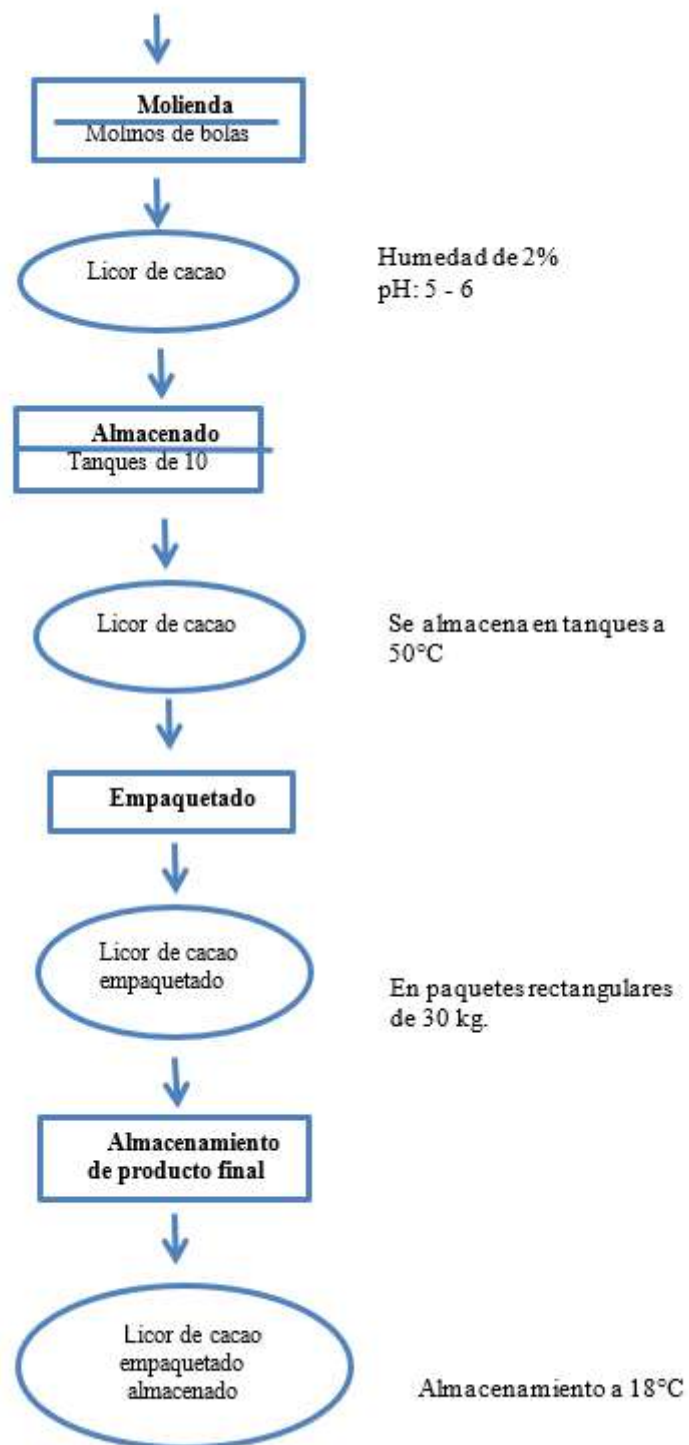 Molienda
Molinos de bolas
Licor de cacao
Humedad de 2%
pH: 5 - 6
Almacenado
Tanques de 10
Licor de cacao
Se almacena en tanques a
50°C
Empaquetado
Licor de cacao
empaquetado
En paquetes rectangulares
de 30 kg.
Almacenamiento
de producto final
Licor de cacao
empaquetado
almacenado
Almacenamiento a 18°C